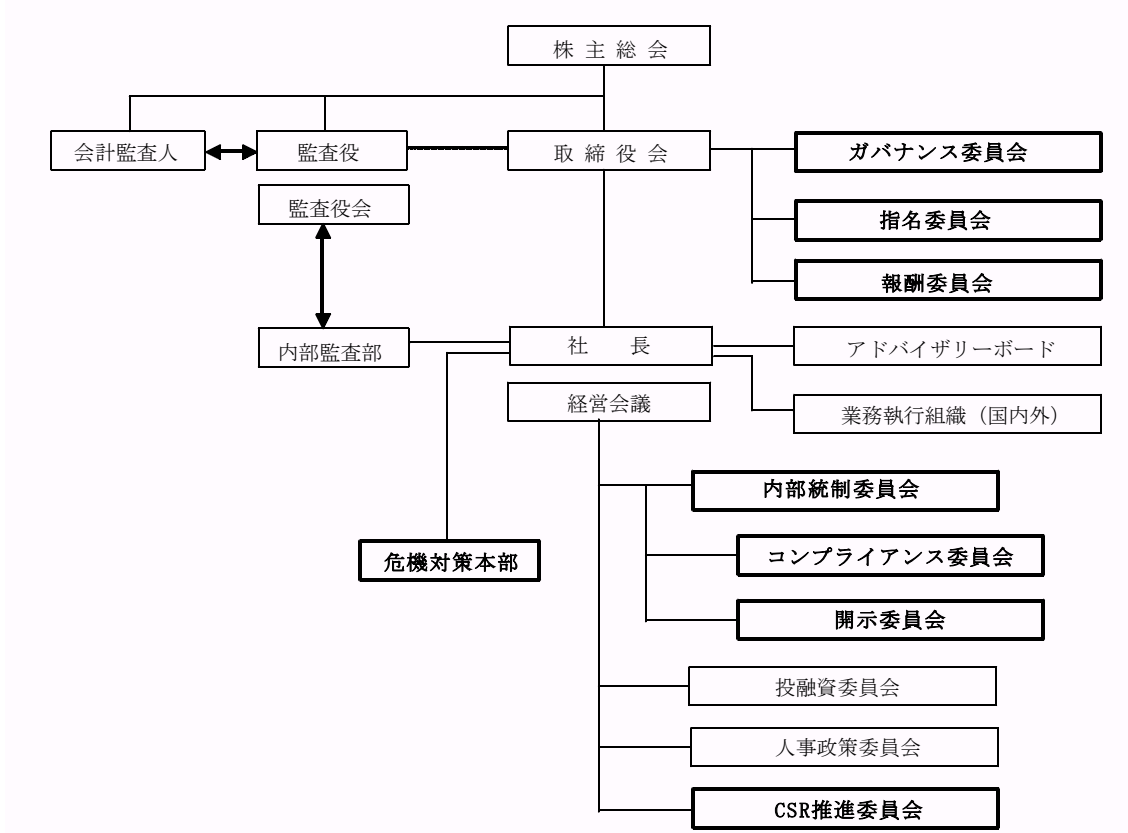 株 主 総 会
会計監査人
監査役
取 締 役 会
ガバナンス委員会
監査役会
指名委員会
報酬委員会
内部監査部
社　　長
アドバイザリーボード
経営会議
業務執行組織（国内外）
内部統制委員会
危機対策本部
コンプライアンス委員会
開示委員会
投融資委員会
人事政策委員会
CSR推進委員会